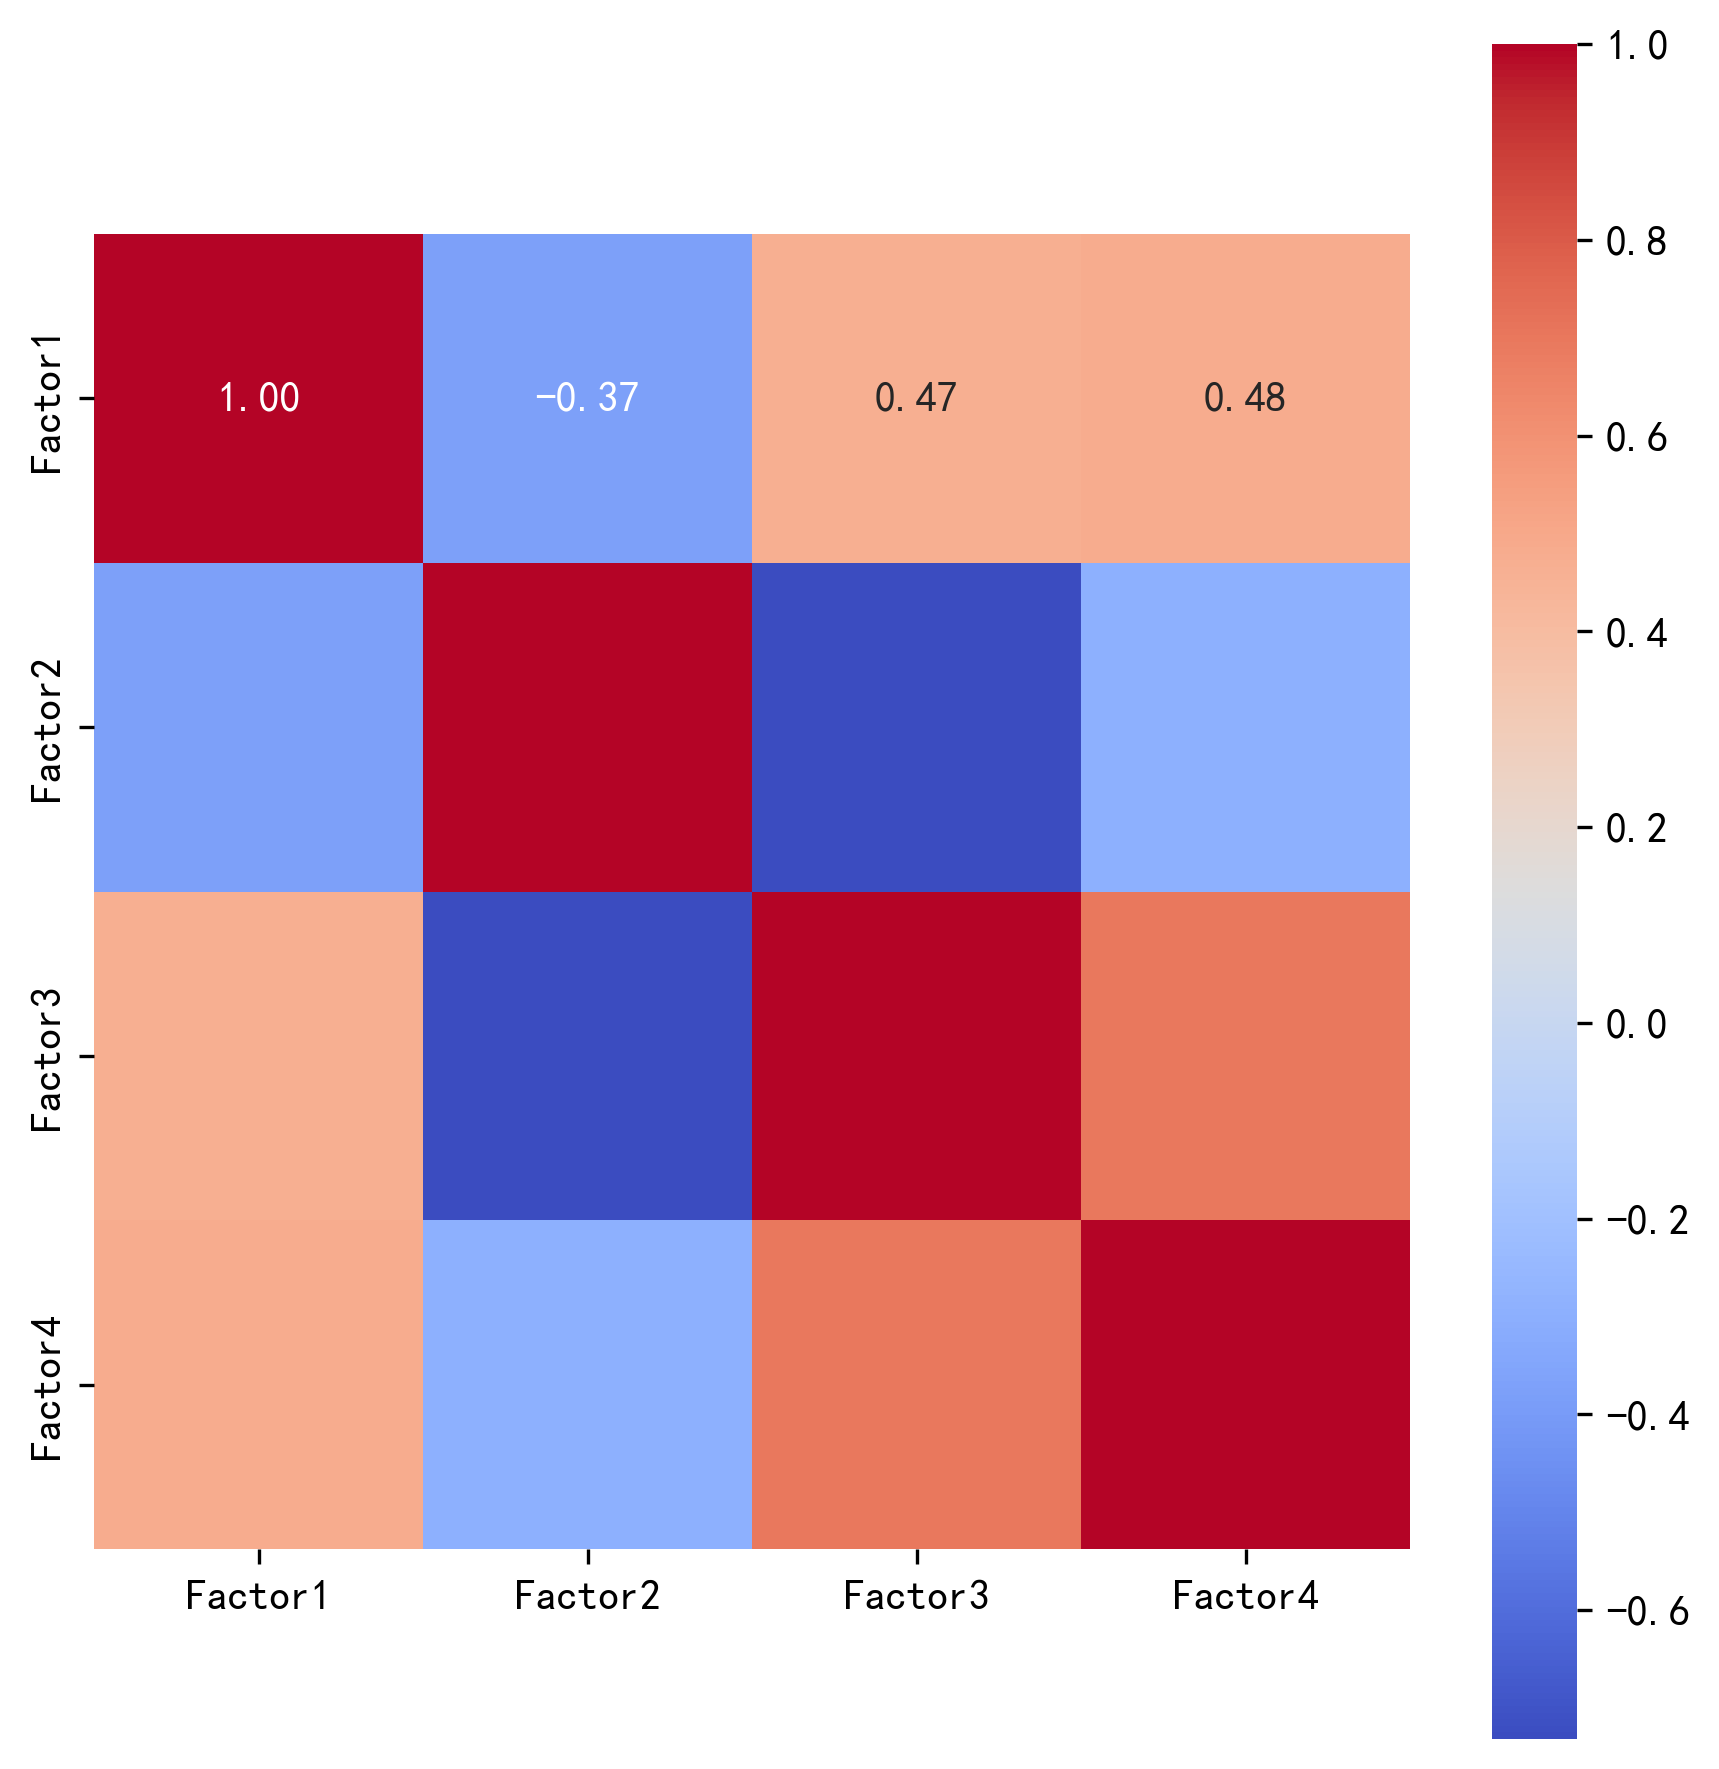 1.0
0.8
Factor1 1.00 -0.37 0.47 0.48
0.6
0.4
Factor2
0.2
0.0
Factor3
-0.2
Factor4
-0.4
Factor1 Factor2 Factor3 Factor4
-0.6